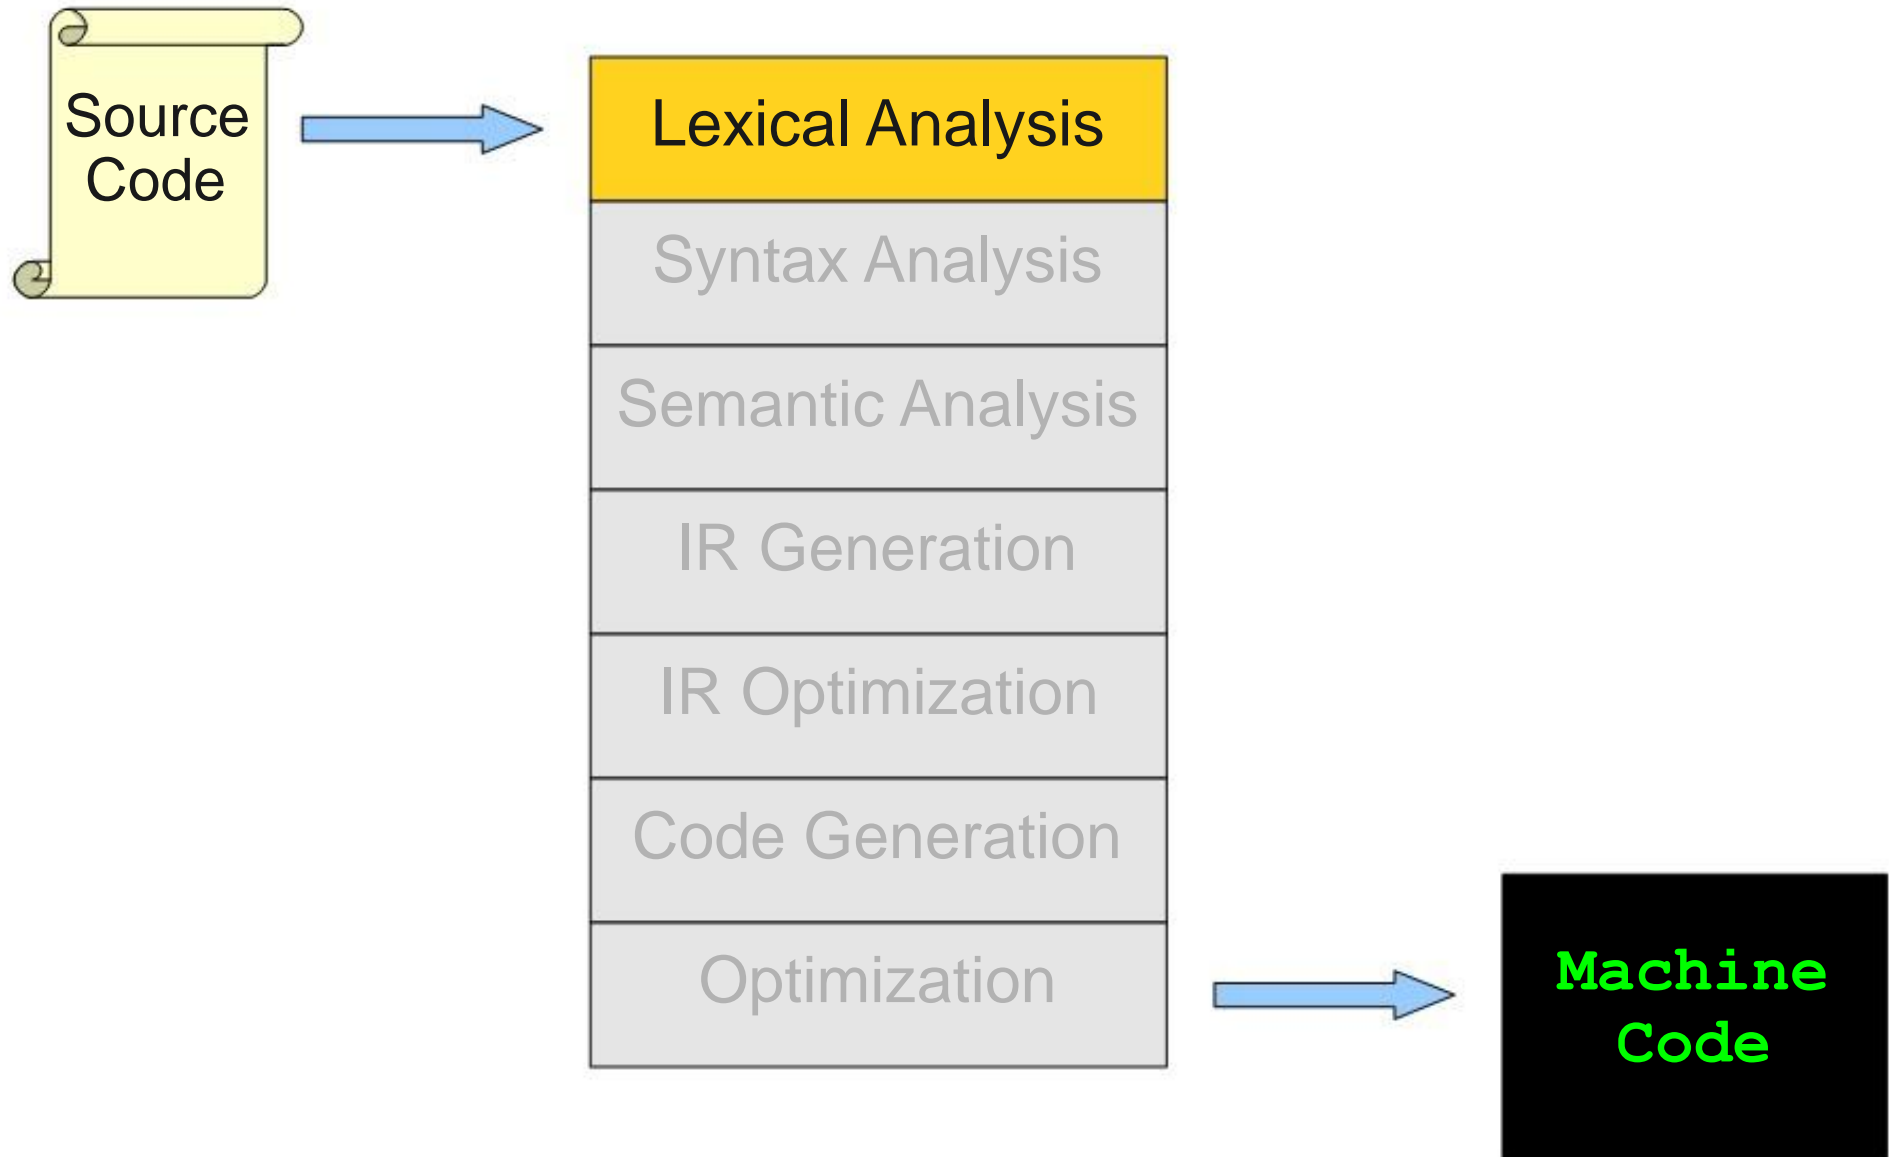 Source
Code
Lexical Analysis
Syntax Analysis
Semantic Analysis
IR Generation
IR Optimization
Code Generation
Optimization
Machine
Code